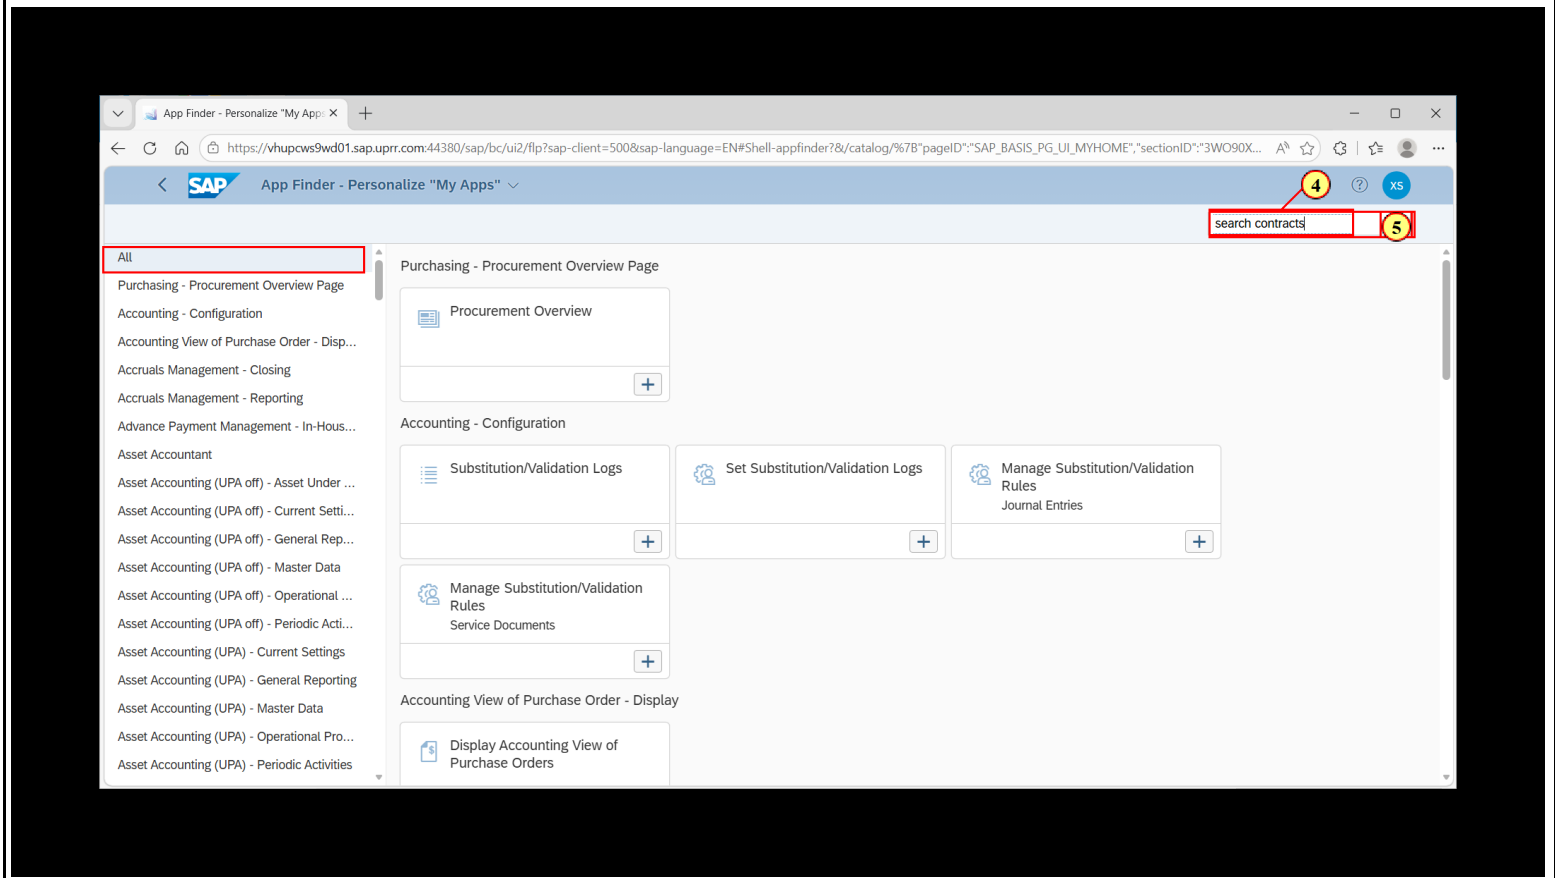 App Finder - Personalize "My Apps
https://vhupcws9wd01.sap.uprr.com:44380/sap/bc/ui2/flp?sap-client=500&sap-language=EN#Shell-appfinder?&/catalog/%7B"pageID":"SAP_BASIS_PG_UI_MYHOME","sectionID":"3WO90X...
SAP App Finder - Personalize "My Apps" 4 ? XS
search contracts 5
All
Purchasing - Procurement Overview Page
Accounting - Configuration
Accounting View of Purchase Order - Disp...
Accruals Management - Closing
Accruals Management - Reporting
Advance Payment Management - In-Hous...
Asset Accountant
Asset Accounting (UPA off) - Asset Under ...
Asset Accounting (UPA off) - Current Setti...
Asset Accounting (UPA off) - General Rep...
Asset Accounting (UPA off) - Master Data
Asset Accounting (UPA off) - Operational ...
Asset Accounting (UPA off) - Periodic Acti...
Asset Accounting (UPA) - Current Settings
Asset Accounting (UPA) - General Reporting
Asset Accounting (UPA) - Master Data
Asset Accounting (UPA) - Operational Pro...
Asset Accounting (UPA) - Periodic Activities
Purchasing - Procurement Overview Page
Procurement Overview
Accounting - Configuration
Substitution/Validation Logs
Set Substitution/Validation Logs
Manage Substitution/Validation
Rules
Journal Entries
Manage Substitution/Validation
Rules
Service Documents
Accounting View of Purchase Order - Display
Display Accounting View of
Purchase Orders